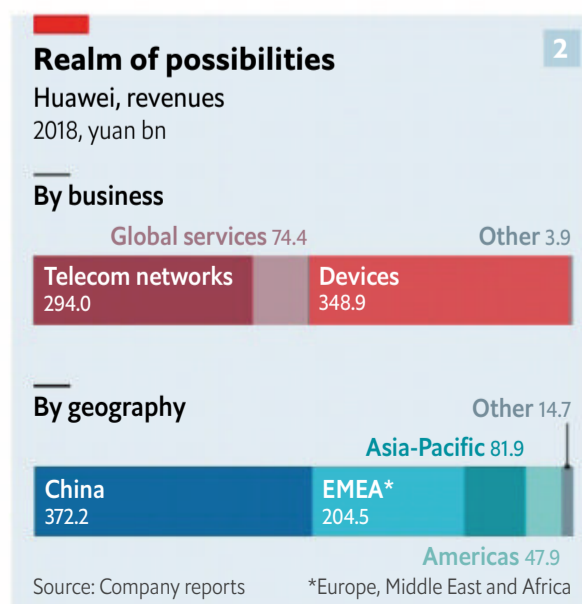 2
Realm of possibilities
Huawei, revenues
2018, yuan bn
By business
Global services 74.4
Other 3.9
Telecom networks
294.0
Devices
348.9
By geography
Other 14.7
Asia-Pacific 81.9
China
372.2
EMEA*
204.5
Americas 47.9
Source: Company reports
*Europe, Middle East and Africa